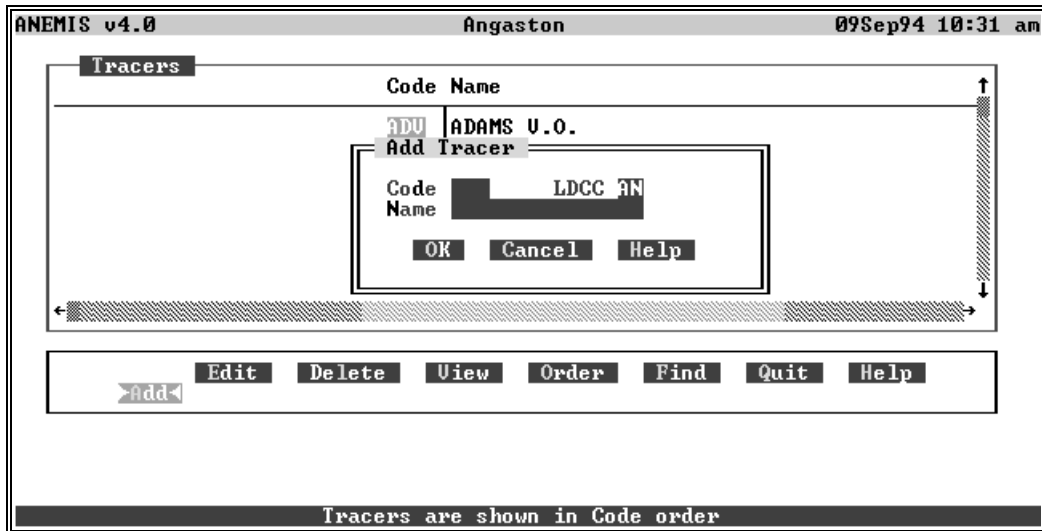 ANEMIS v4.0 Angaston 09Sep94 10:31 am
Tracers
Code Name
ADV ADAMS V.O.
Add Tracer
Code LDCC AN
Name
OK Cancel Help
Edit Delete View Order Find Quit Help
Add
Tracers are shown in Code order